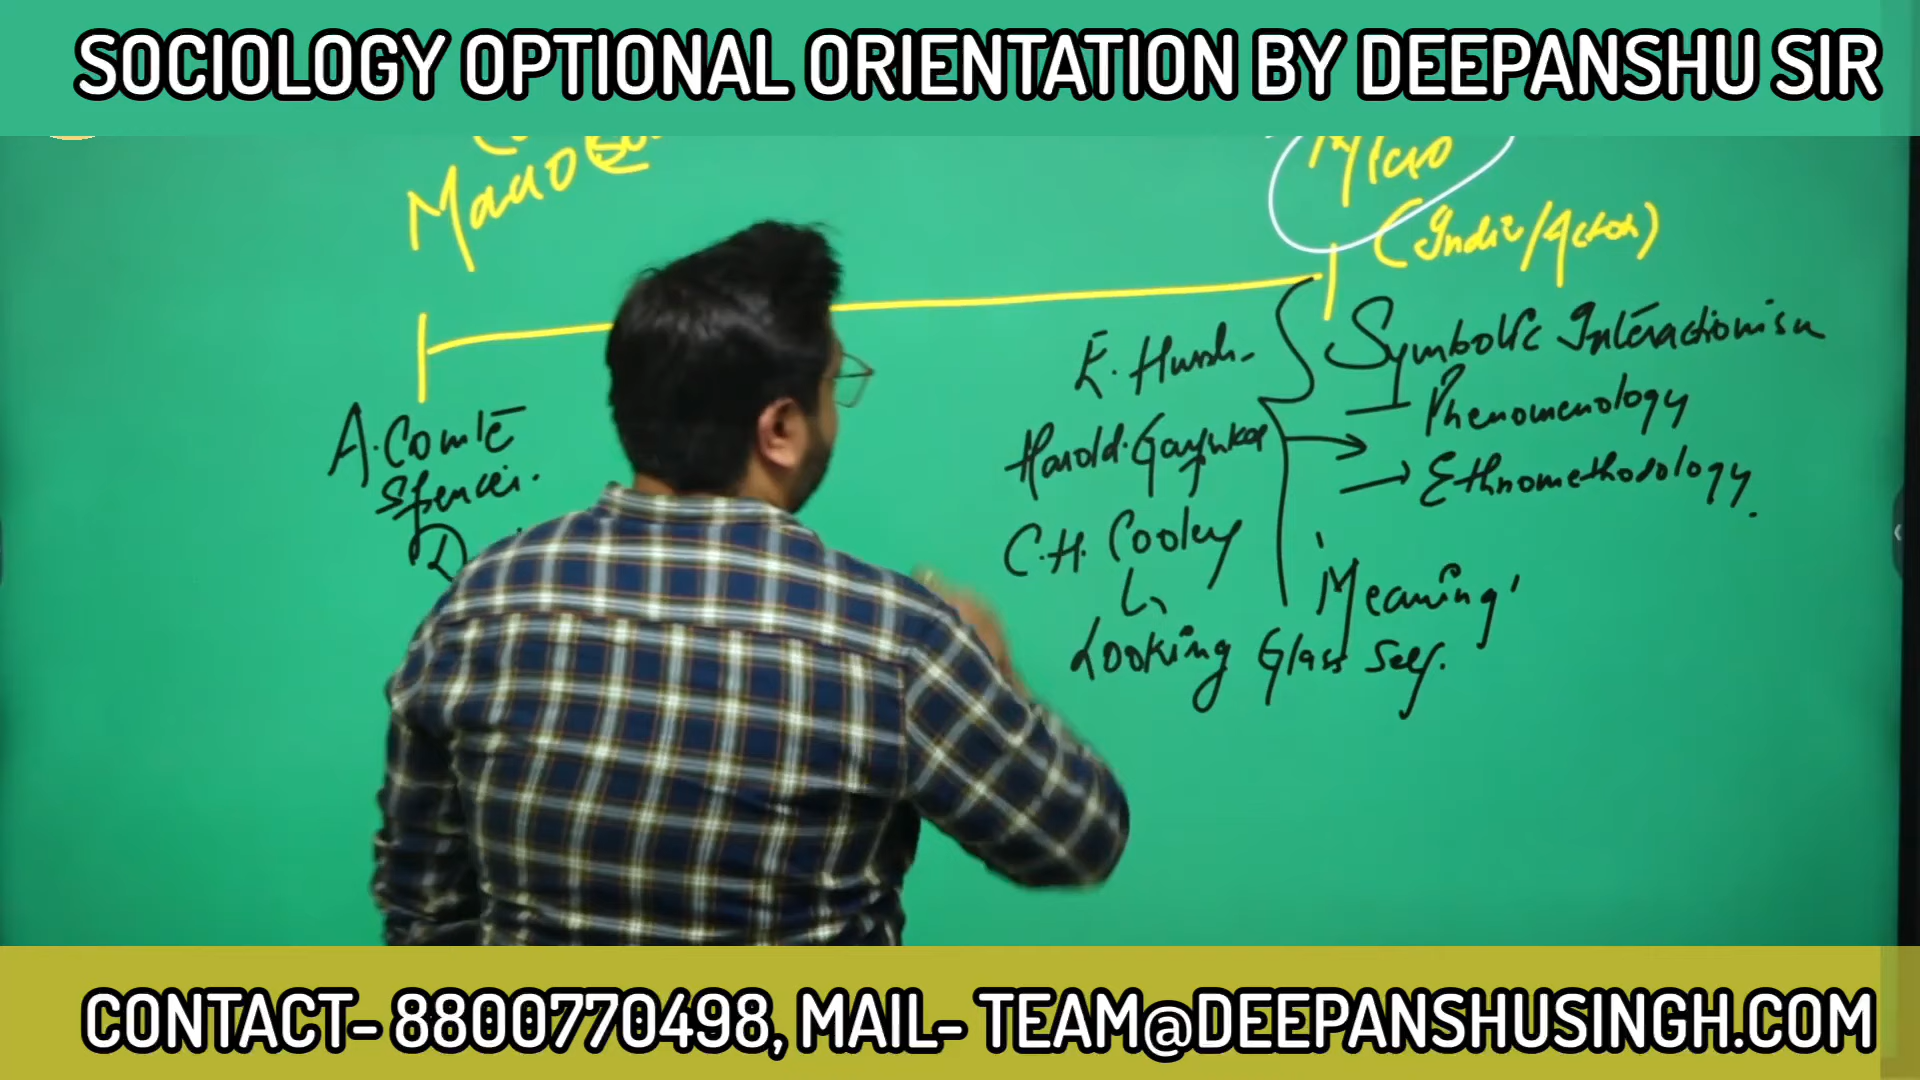 SOCIOLOGY OPTIONAL ORIENTATION BY DEEPANSHU SIR
Macro
Micro
(Indiv/Actor)
A. Comte
Spencer.
D
E. Hussh-
Harold. Garfinkel
C.H. Cooley
Looking Glass Self.
Symbolic Interactionism
Phenomenology
→ Ethnomethodology.
'Meaning'
CONTACT- 8800770498, MAIL- TEAM@DEEPANSHUSINGH.COM